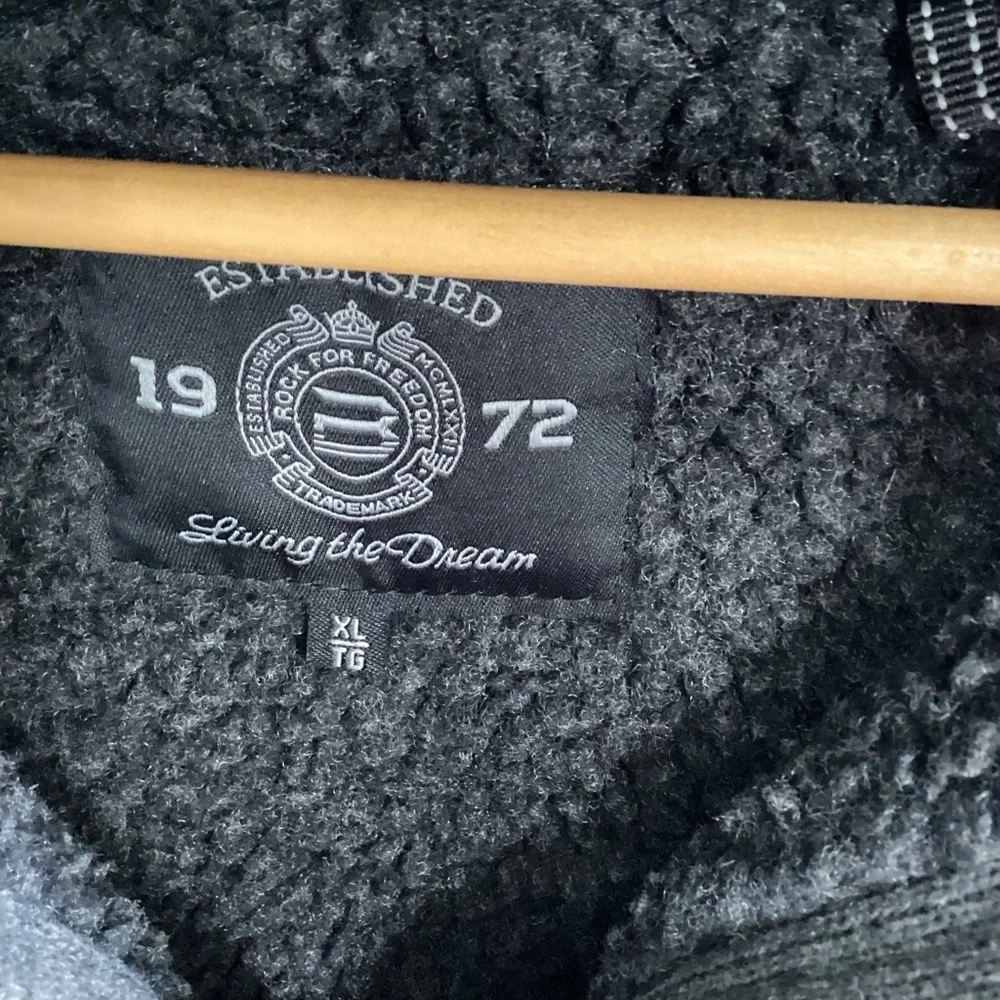 ESTABLISHED
19 72
ESTABLISHED
MCMLXXII
ROCK FOR FREEDOM
TRADEMARK
Living the Dream
XL
TG